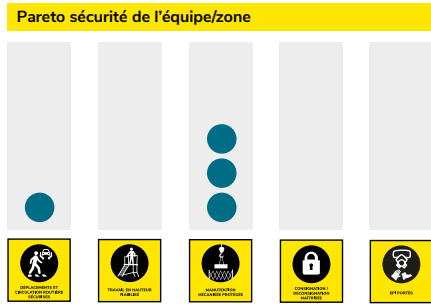 Pareto sécurité de l'équipe/zone
DÉPLACEMENTS ET
CIRCULATION ROUTIÈRE
SÉCURISÉS
TRAVAIL EN HAUTEUR
FIABILISÉ
MANUTENTION
MÉCANISÉE PROTÉGÉE
CONSIGNATION /
DÉCONSIGNATION
MAÎTRISÉE
EPI PORTÉS